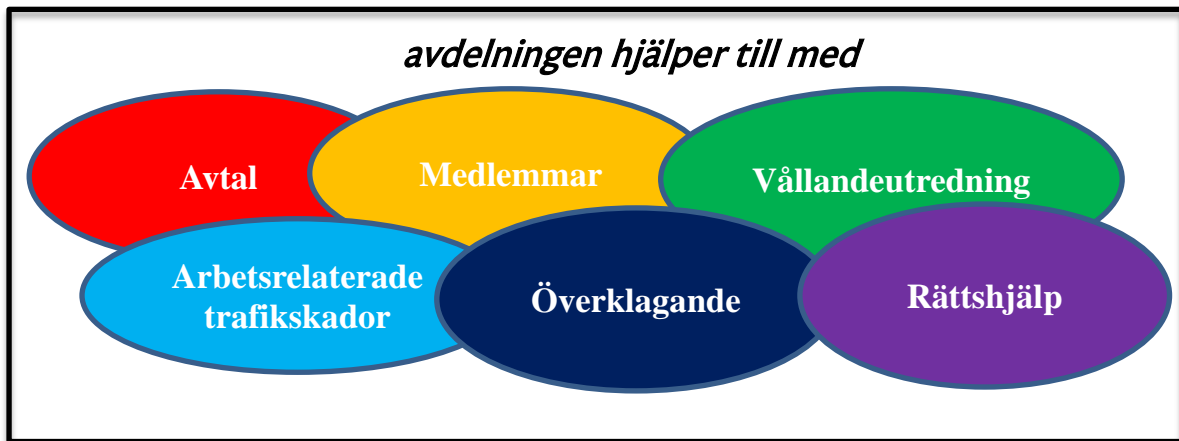 avdelningen hjälper till med
Avtal
Medlemmar
Vållandeutredning
Arbetsrelaterade
trafikskador
Överklagande
Rättshjälp